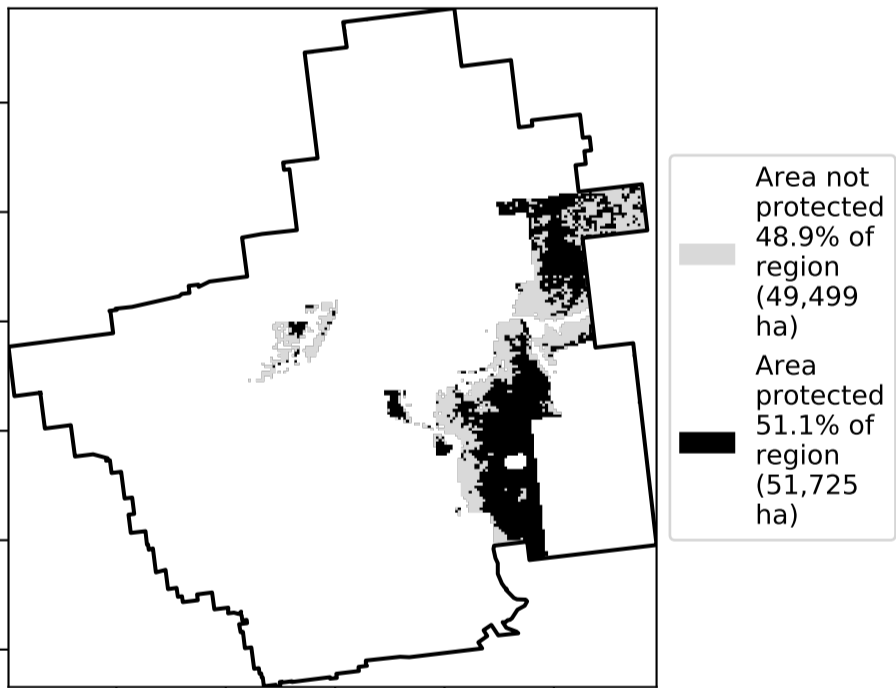 Area not
protected
48.9% of
region
(49,499
ha)
Area
protected
51.1% of
region
(51,725
ha)